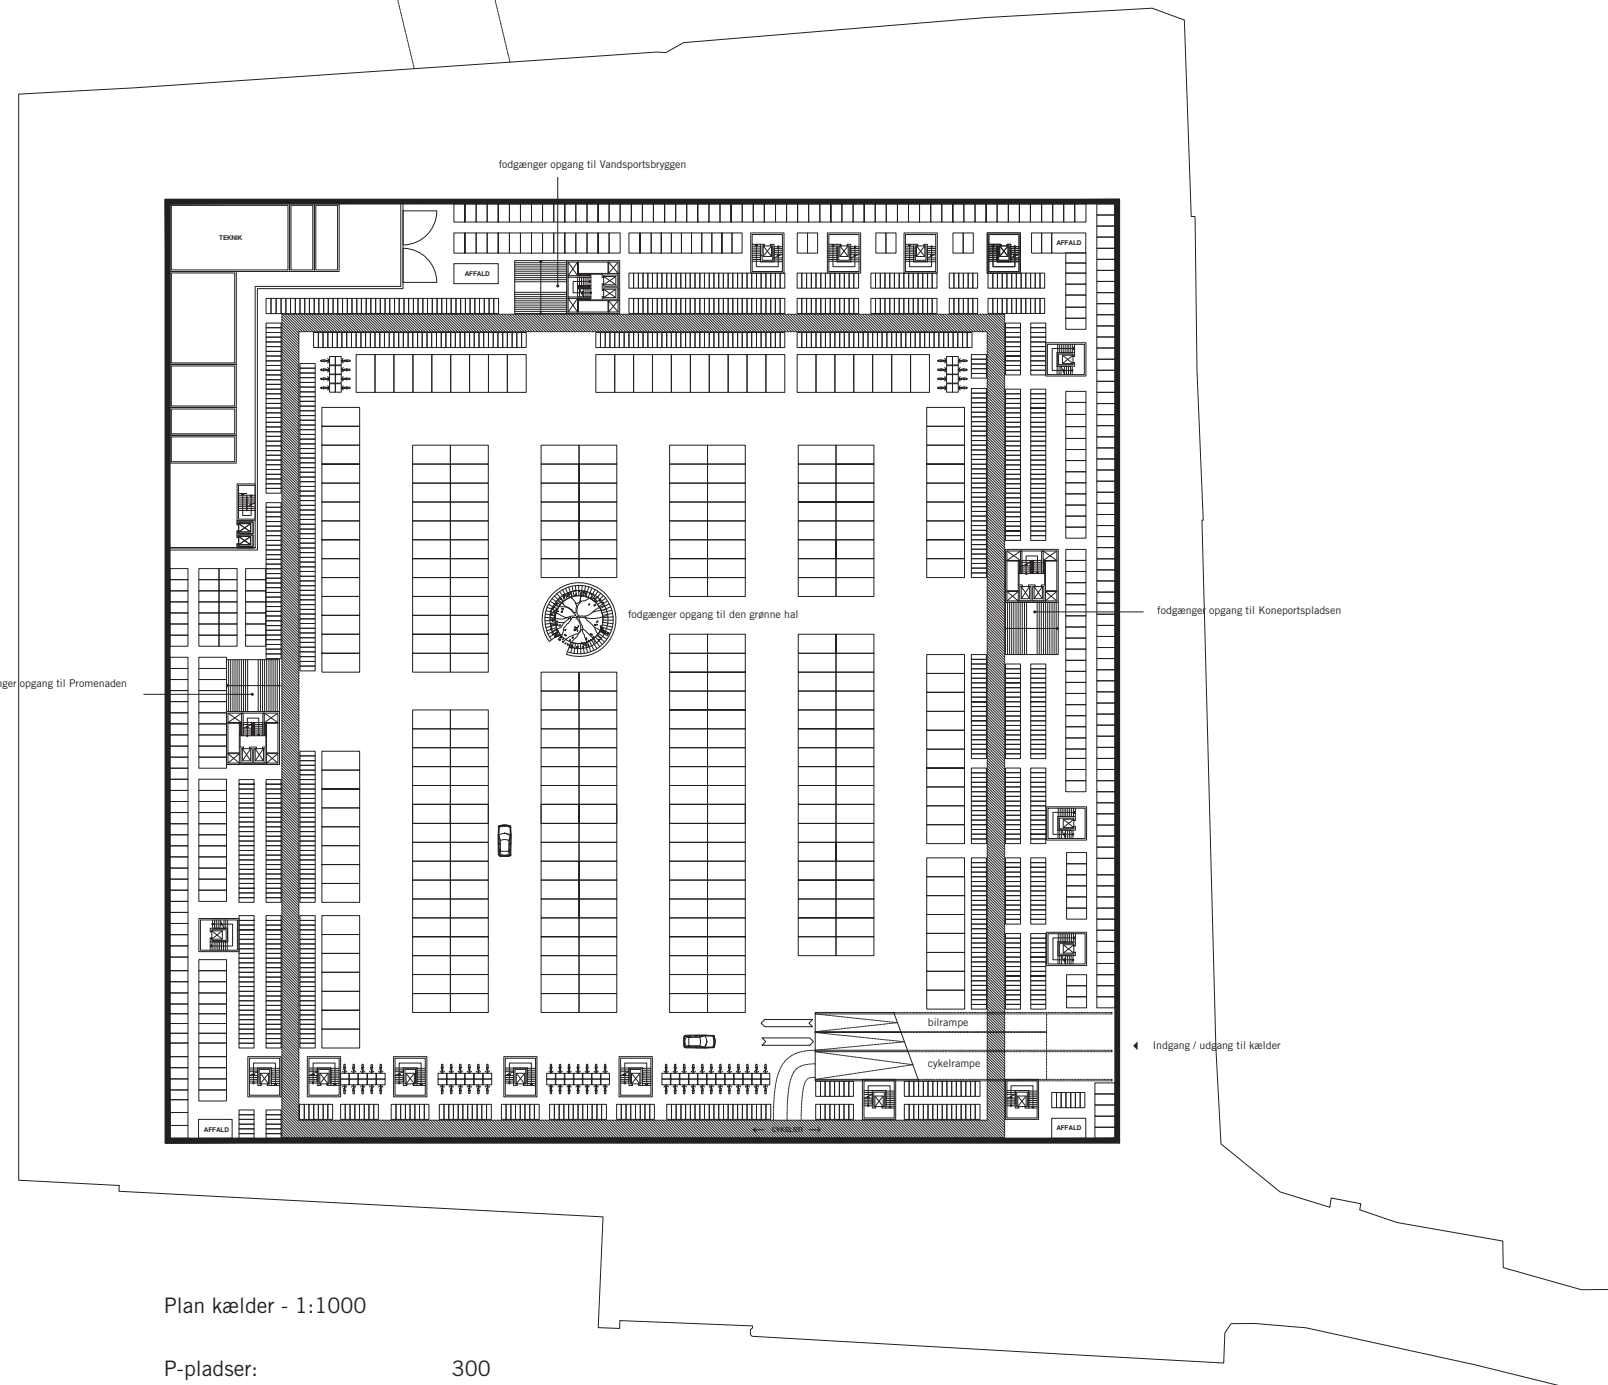 fodgænger opgang til Vandsportsbryggen
TEKNIK
AFFALD
AFFALD
fodgænger opgang til den grønne hal
fodgænger opgang til Koneportspladsen
nger opgang til Promenaden
bilrampe
Indgang / udgang til kælder
cykelrampe
AFFALD
CYKELSTI
AFFALD
Plan kælder - 1:1000
P-pladser: 300